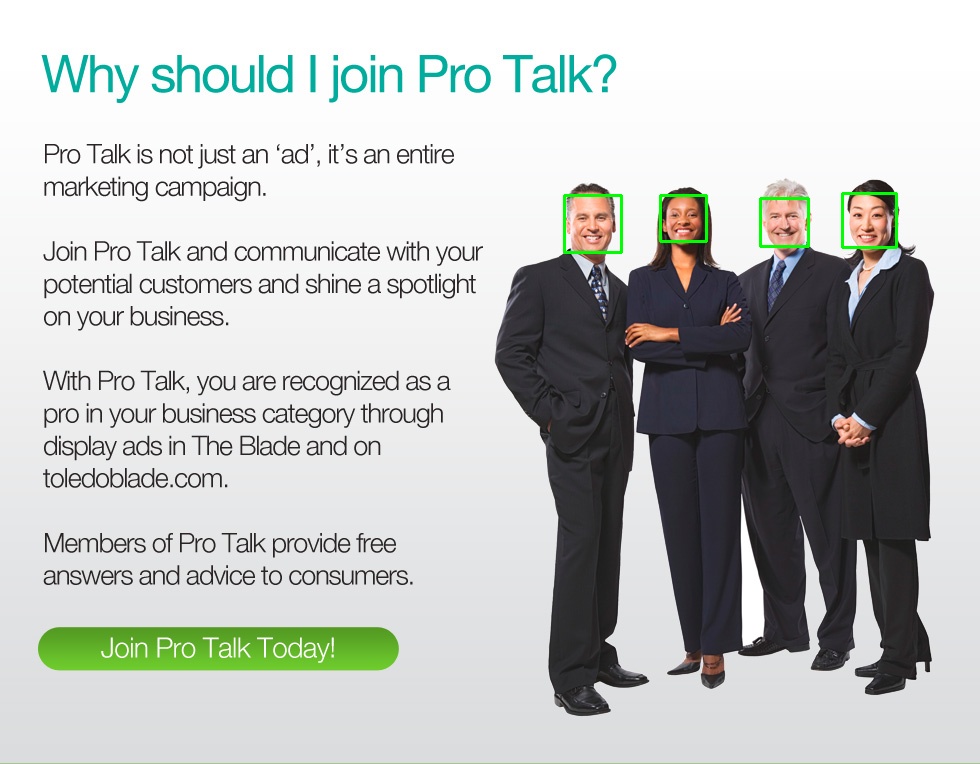 Why should I join Pro Talk?
Pro Talk is not just an ‘ad’, it’s an entire
marketing campaign.
Join Pro Talk and communicate with your
potential customers and shine a spotlight
on your business.
With Pro Talk, you are recognized as a
pro in your business category through
display ads in The Blade and on
toledoblade.com.
Members of Pro Talk provide free
answers and advice to consumers.
Join Pro Talk Today!